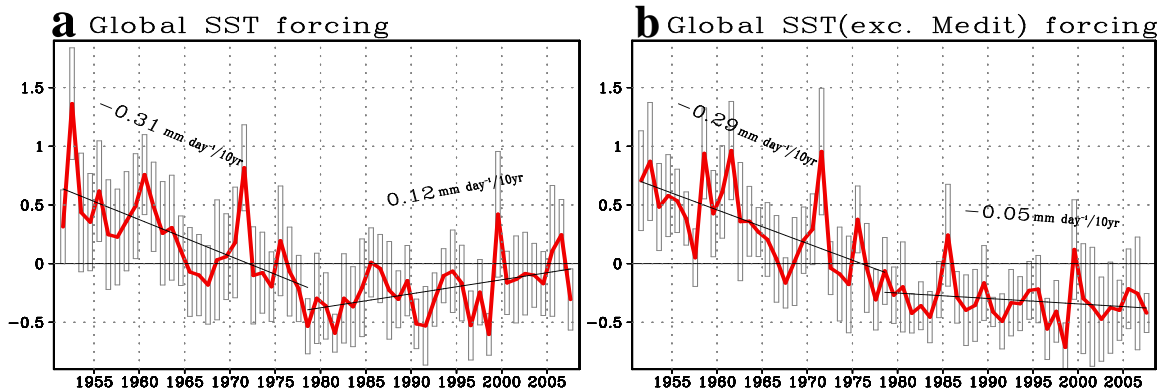 a Global SST forcing
−0.31 mm day⁻¹/10yr
0.12 mm day⁻¹/10yr
1.5
1
0.5
0
−0.5
1955 1960 1965 1970 1975 1980 1985 1990 1995 2000 2005
b Global SST(exc. Medit) forcing
−0.29 mm day⁻¹/10yr
−0.05 mm day⁻¹/10yr
1.5
1
0.5
0
−0.5
1955 1960 1965 1970 1975 1980 1985 1990 1995 2000 2005